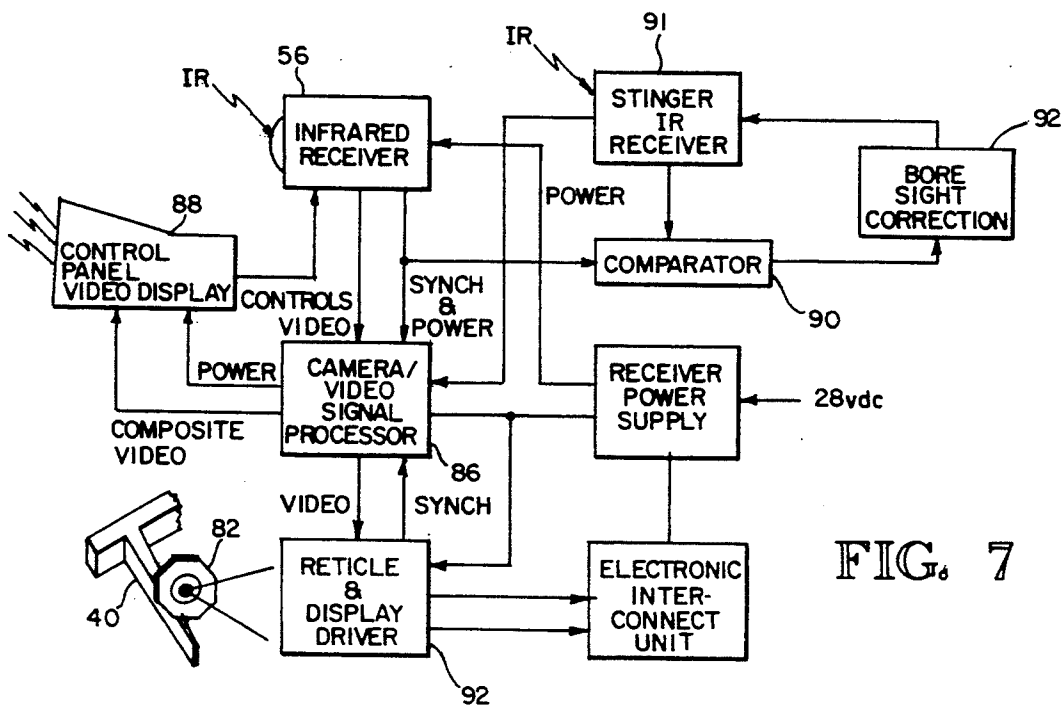 56
IR
INFRARED
RECEIVER
IR
91
STINGER
IR
RECEIVER
92
BORE
SIGHT
CORRECTION
POWER
88
CONTROL
PANEL
VIDEO DISPLAY
COMPARATOR
90
CONTROLS
VIDEO
SYNCH
&
POWER
POWER
CAMERA/
VIDEO
SIGNAL
PROCESSOR
86
RECEIVER
POWER
SUPPLY
28vdc
COMPOSITE
VIDEO
VIDEO
SYNCH
82
40
RETICLE
&
DISPLAY
DRIVER
92
ELECTRONIC
INTER-
CONNECT
UNIT
FIG. 7